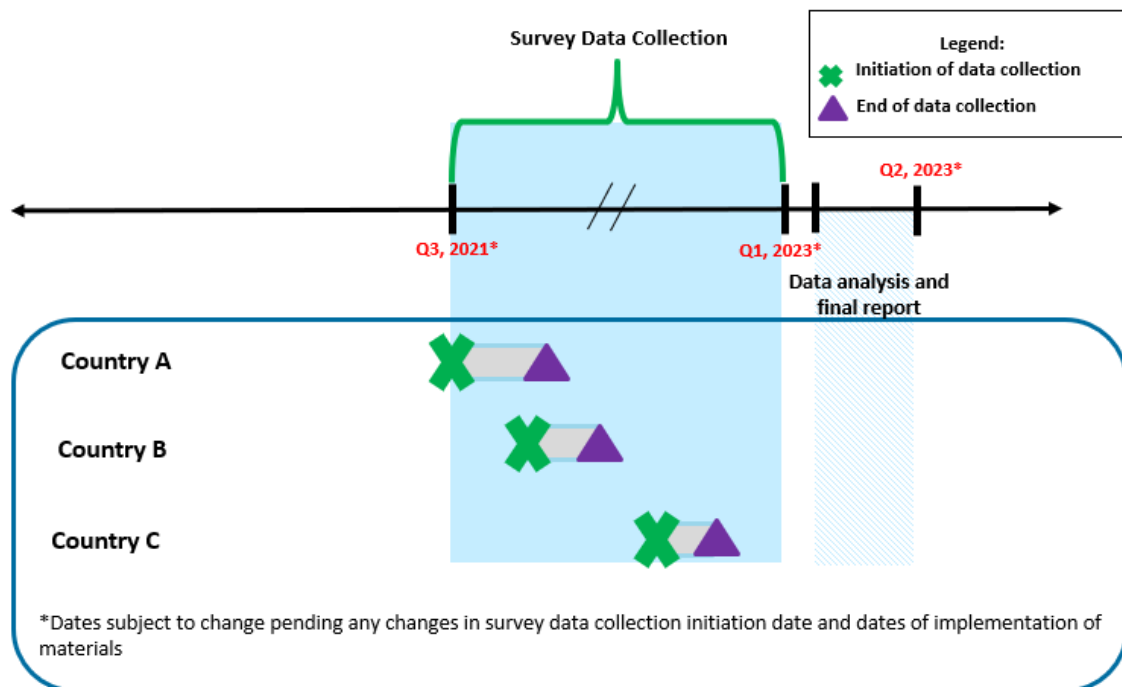 Survey Data Collection
Legend:
Initiation of data collection
End of data collection
Q2, 2023*
Q3, 2021*
Q1, 2023*
Data analysis and
final report
Country A
Country B
Country C
*Dates subject to change pending any changes in survey data collection initiation date and dates of implementation of
materials